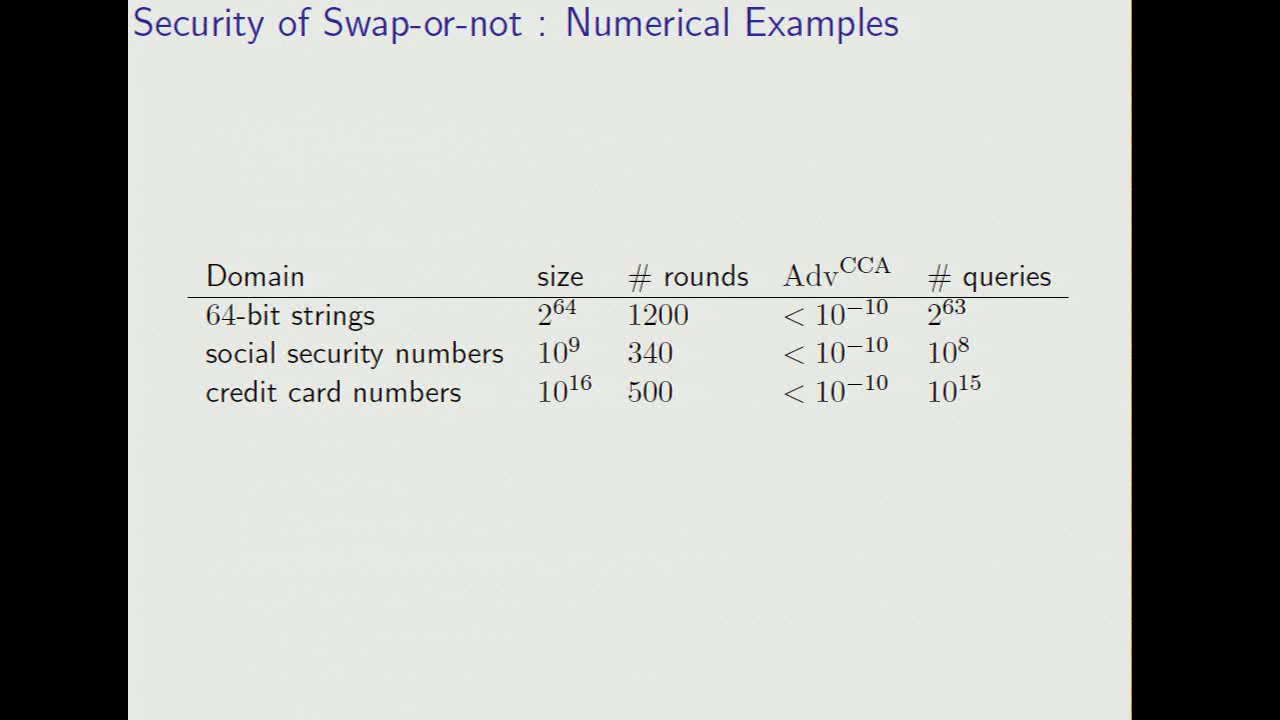 Security of Swap-or-not : Numerical Examples
Domain size # rounds Adv^CCA # queries
64-bit strings 2^64 1200 < 10^−10 2^63
social security numbers 10^9 340 < 10^−10 10^8
credit card numbers 10^16 500 < 10^−10 10^15